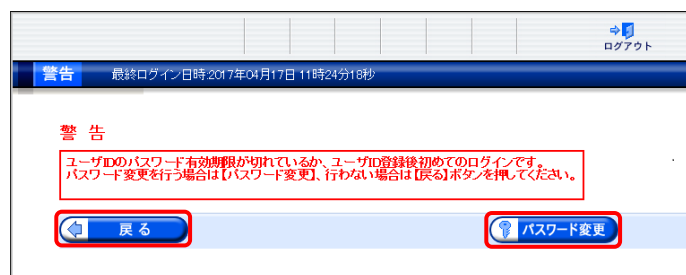 ログアウト
警告 最終ログイン日時:2017年04月17日 11時24分18秒
警 告
ユーザIDのパスワード有効期限が切れているか、ユーザID登録後初めてのログインです。
パスワード変更を行う場合は【パスワード変更】、行わない場合は【戻る】ボタンを押してください。
戻る パスワード変更